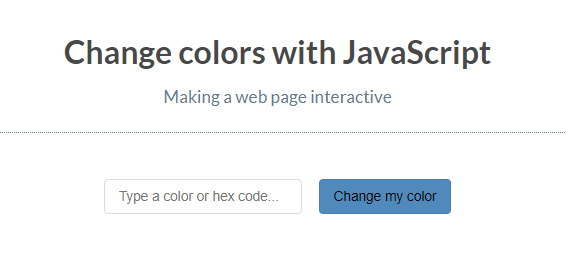 Change colors with JavaScript
Making a web page interactive
Type a color or hex code... Change my color